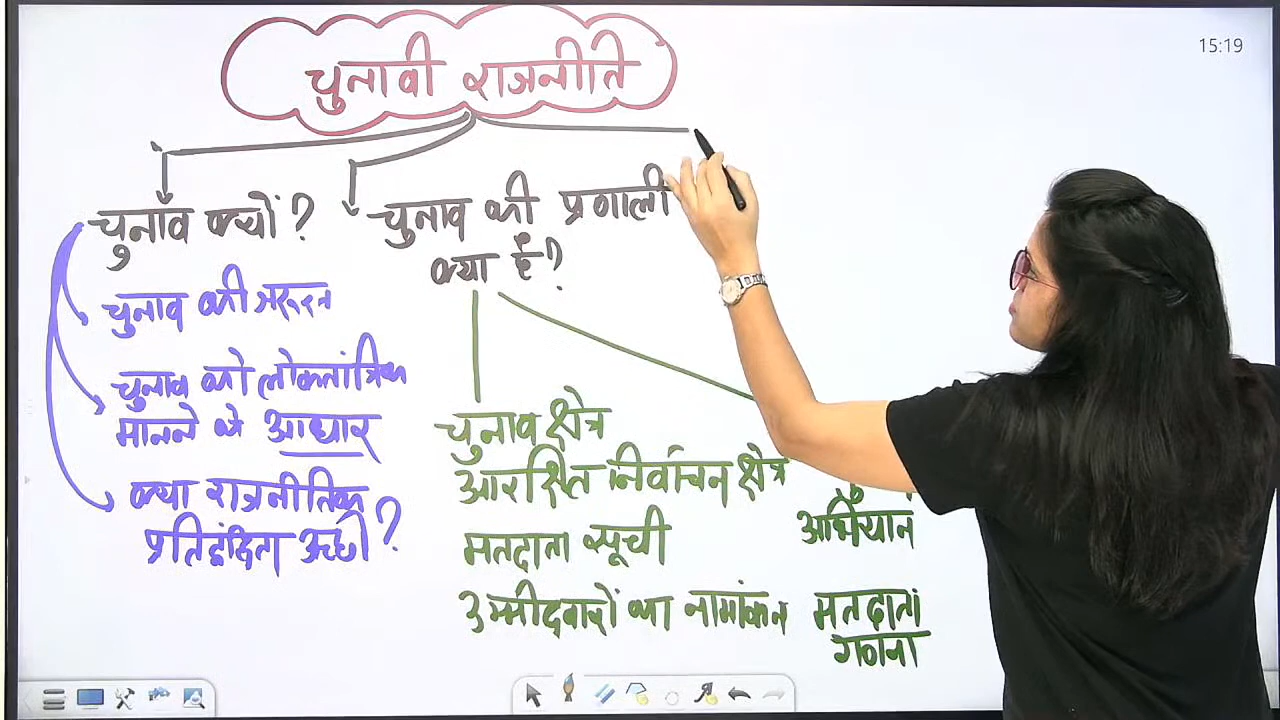 15:19
चुनावी राजनीति
चुनाव क्यों?
चुनाव की जरूरत
चुनाव को लोकतांत्रिक
मानने के आधार
क्या राजनीतिक
प्रतिद्वंदिता अच्छी?
चुनाव की प्रणाली
क्या है?
चुनाव क्षेत्र
आरक्षित निर्वाचन क्षेत्र
मतदाता सूची
उम्मीदवारों का नामांकन
अभियान
मतदाता
गणना